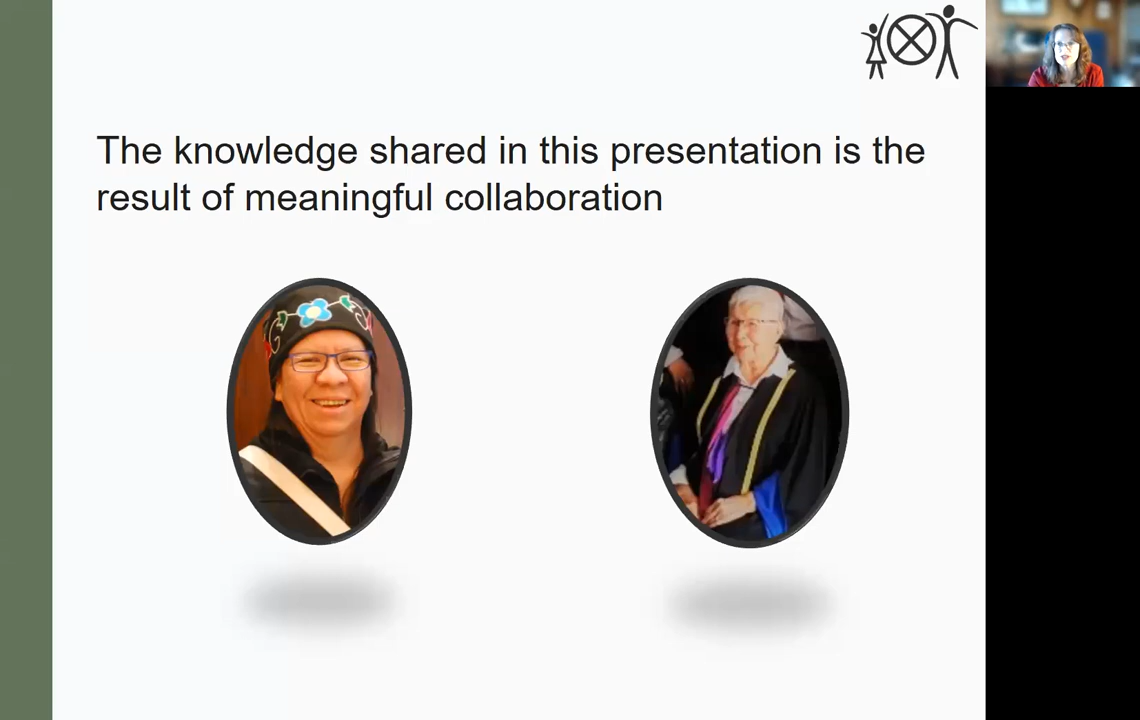 The knowledge shared in this presentation is the
result of meaningful collaboration